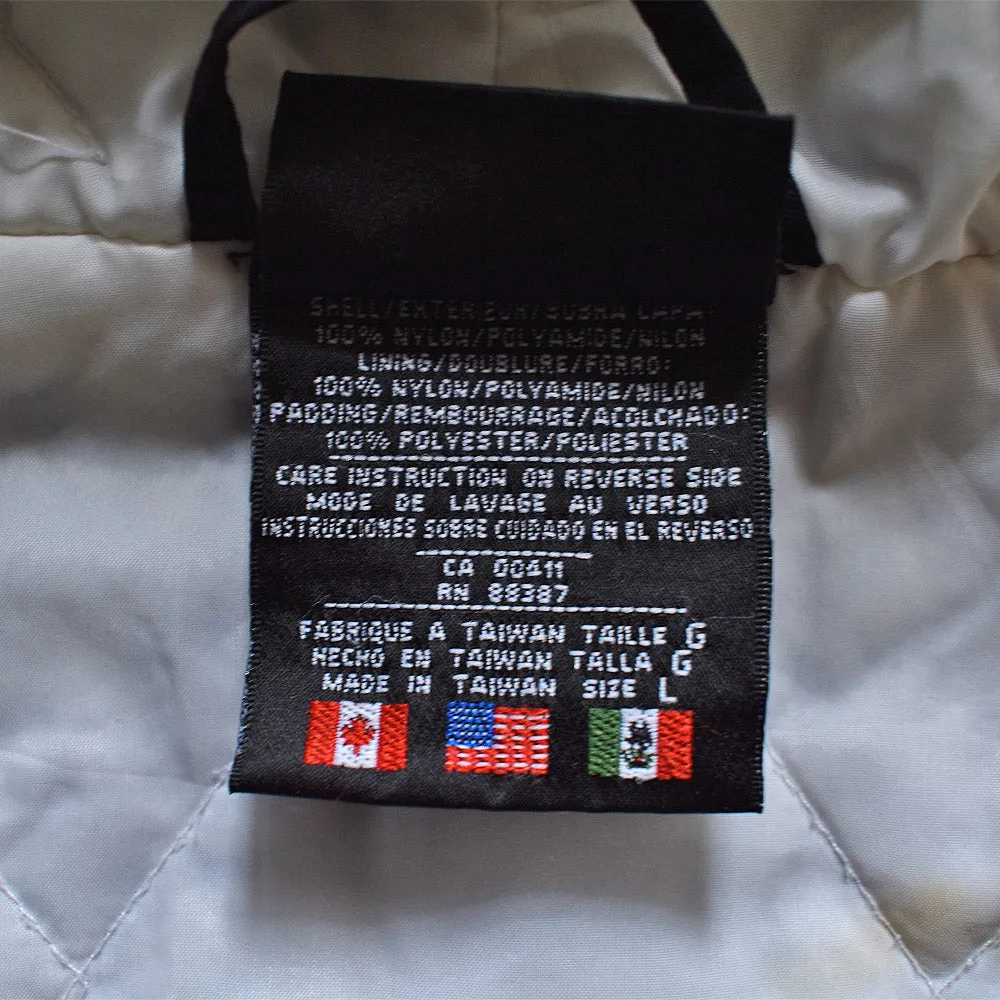 SHELL/EXTERIEUR/SOBRA CAPA:
100% NYLON/POLYAMIDE/NILON
LINING/DOUBLURE/FORRO:
100% NYLON/POLYAMIDE/NILON
PADDING/REMBOURRAGE/ACOLCHADO:
100% POLYESTER/POLIESTER
CARE INSTRUCTION ON REVERSE SIDE
MODE DE LAVAGE AU VERSO
INSTRUCCIONES SOBRE CUIDADO EN EL REVERSO
CA 00411
RN 88387
FABRIQUE A TAIWAN TAILLE G
HECHO EN TAIWAN TALLA G
MADE IN TAIWAN SIZE L